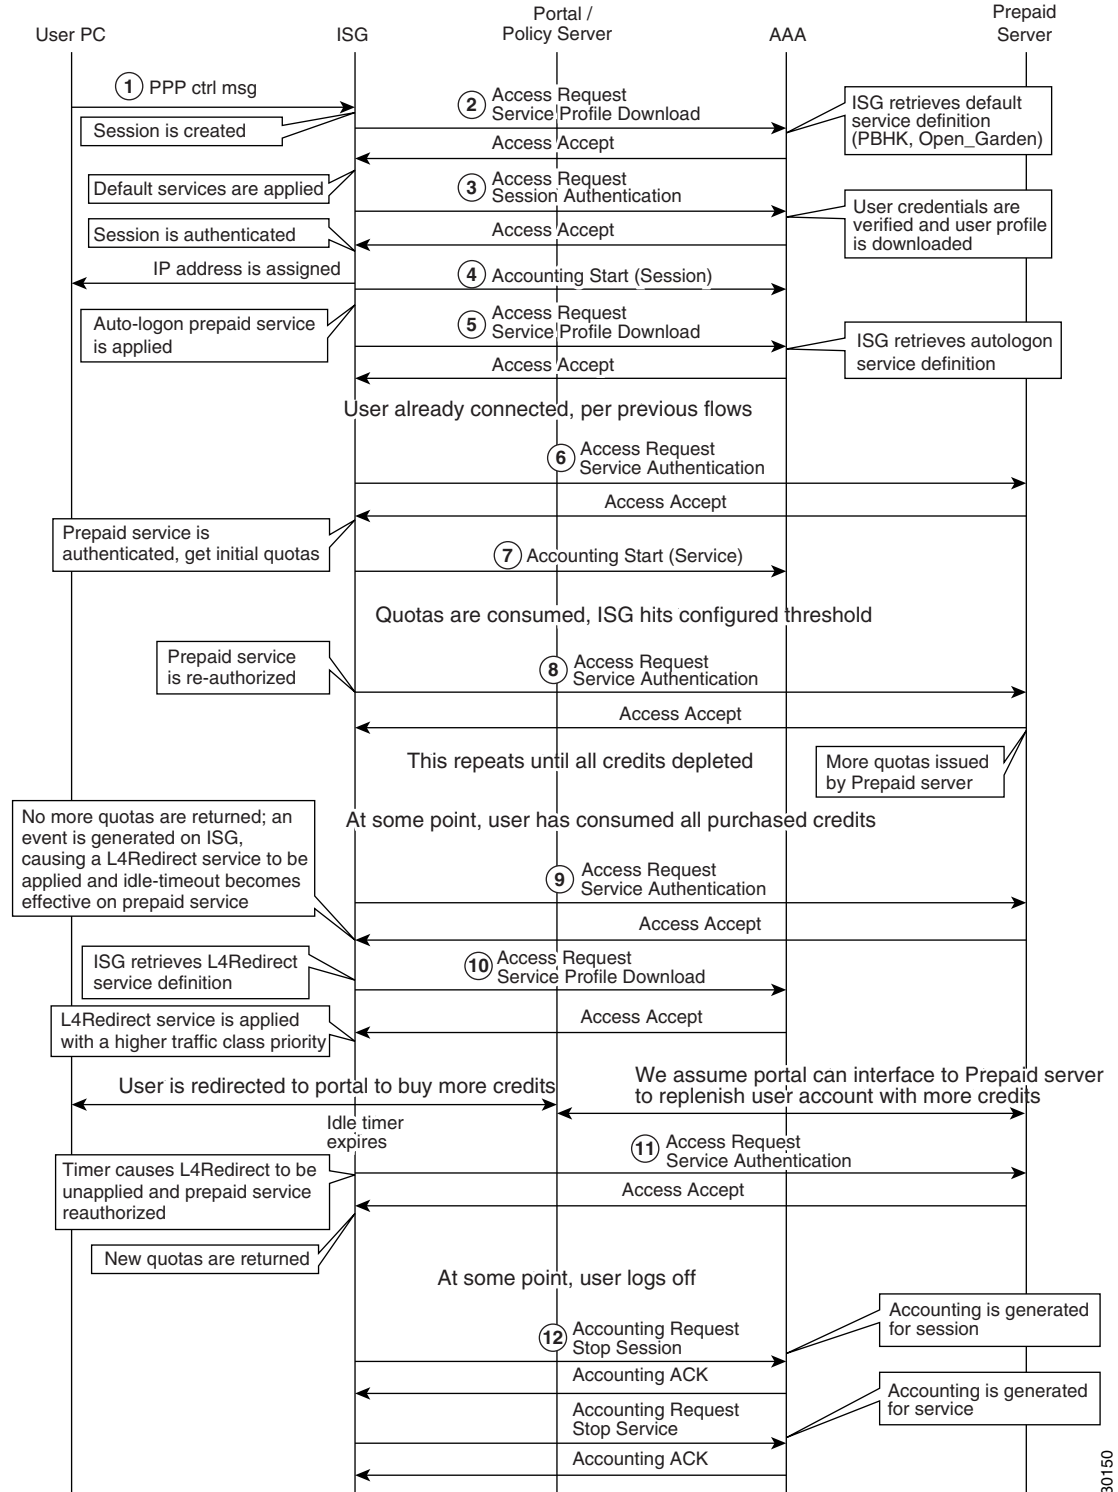 User PC
ISG
Portal /
Policy Server
AAA
Prepaid
Server
1 PPP ctrl msg
Session is created
2 Access Request
Service Profile Download
ISG retrieves default
service definition
(PBHK, Open_Garden)
Access Accept
Default services are applied
3 Access Request
Session Authentication
User credentials are
verified and user profile
is downloaded
Session is authenticated
Access Accept
IP address is assigned
4 Accounting Start (Session)
Auto-logon prepaid service
is applied
5 Access Request
Service Profile Download
ISG retrieves autologon
service definition
Access Accept
User already connected, per previous flows
6 Access Request
Service Authentication
Access Accept
Prepaid service is
authenticated, get initial quotas
7 Accounting Start (Service)
Quotas are consumed, ISG hits configured threshold
Prepaid service
is re-authorized
8 Access Request
Service Authentication
Access Accept
This repeats until all credits depleted
More quotas issued
by Prepaid server
No more quotas are returned; an
event is generated on ISG,
causing a L4Redirect service to be
applied and idle-timeout becomes
effective on prepaid service
At some point, user has consumed all purchased credits
9 Access Request
Service Authentication
Access Accept
ISG retrieves L4Redirect
service definition
10 Access Request
Service Profile Download
L4Redirect service is applied
with a higher traffic class priority
Access Accept
User is redirected to portal to buy more credits
We assume portal can interface to Prepaid server
to replenish user account with more credits
Idle timer
expires
11 Access Request
Service Authentication
Timer causes L4Redirect to be
unapplied and prepaid service
reauthorized
Access Accept
New quotas are returned
At some point, user logs off
12 Accounting Request
Stop Session
Accounting is generated
for session
Accounting ACK
Accounting Request
Stop Service
Accounting is generated
for service
Accounting ACK